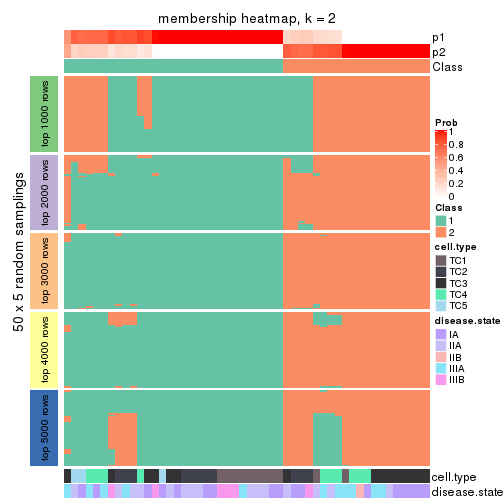 membership heatmap, k = 2
p1
p2
Class
50 x 5 random samplings
top 1000 rows
top 2000 rows
top 3000 rows
top 4000 rows
top 5000 rows
Prob
1
0.8
0.6
0.4
0.2
0
Class
1
2
cell.type
TC1
TC2
TC3
TC4
TC5
disease.state
IA
IIA
IIB
IIIA
IIIB
cell.type
disease.state